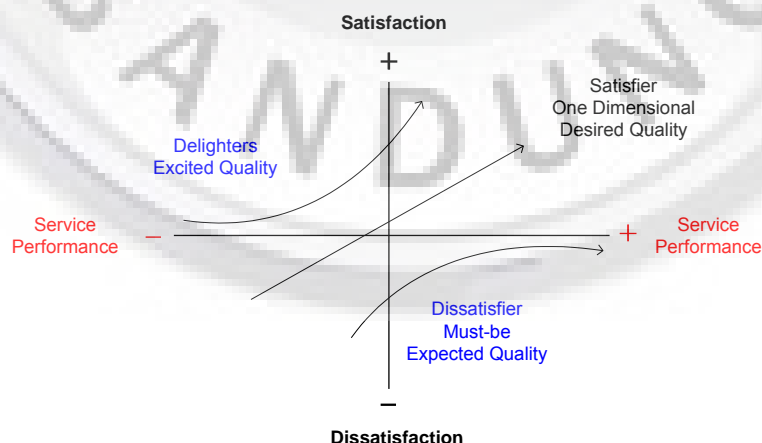 Satisfaction
+
Satisfier
One Dimensional
Desired Quality
Delighters
Excited Quality
Service
Performance
–
+
Service
Performance
Dissatisfier
Must-be
Expected Quality
–
Dissatisfaction